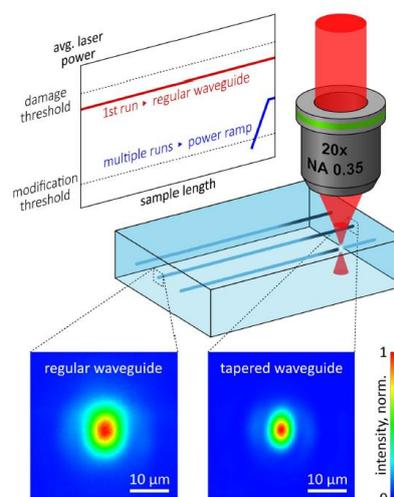 avg. laser
power
damage
threshold
1st run ▸ regular waveguide
multiple runs ▸ power ramp
modification
threshold
sample length
20x
NA 0.35
regular waveguide
10 µm
tapered waveguide
10 µm
1
intensity, norm.
0